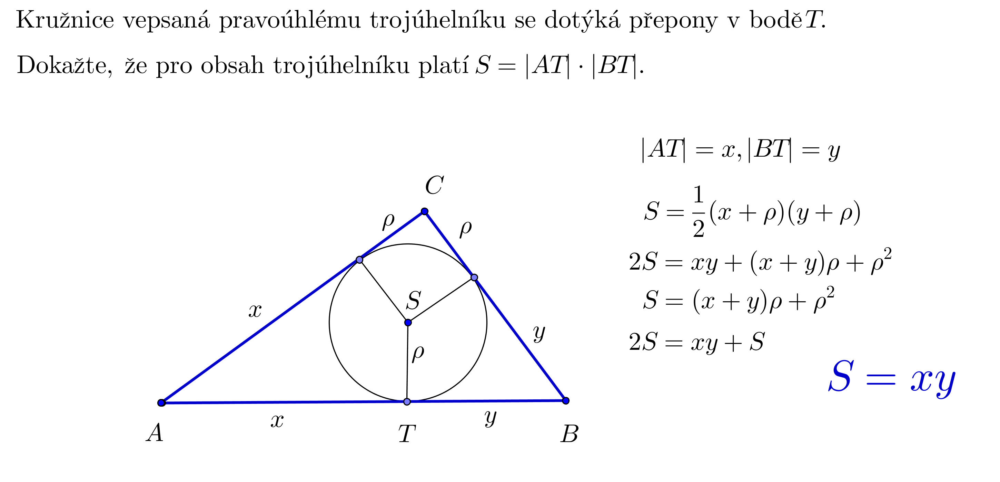 Kružnice vepsaná pravoúhlému trojúhelníku se dotýká přepony v bodě T.
Dokažte, že pro obsah trojúhelníku platí S = |AT| · |BT|.
|AT| = x, |BT| = y
C
S = 1/2 (x + ρ)(y + ρ)
ρ
ρ
2S = xy + (x + y)ρ + ρ²
S = (x + y)ρ + ρ²
S
x
y
2S = xy + S
ρ
S = xy
x
y
A
T
B